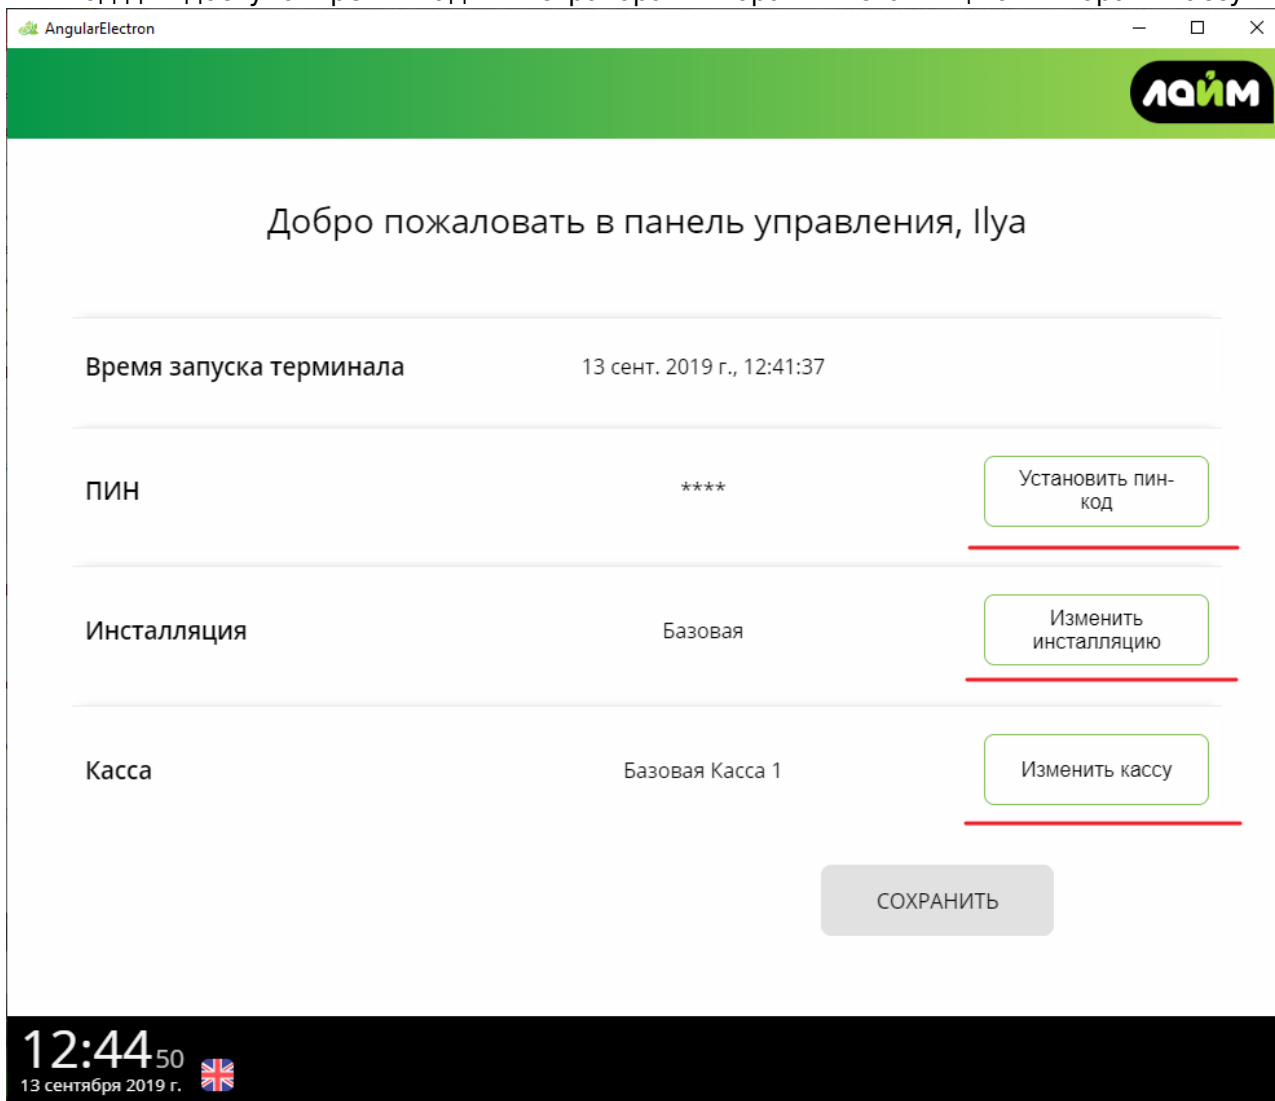 AngularElectron
лайм
Добро пожаловать в панель управления, Ilya
Время запуска терминала 13 сент. 2019 г., 12:41:37
ПИН **** Установить пин-
код
Инсталляция Базовая Изменить
инсталляцию
Касса Базовая Касса 1 Изменить кассу
СОХРАНИТЬ
12:44 50
13 сентября 2019 г.